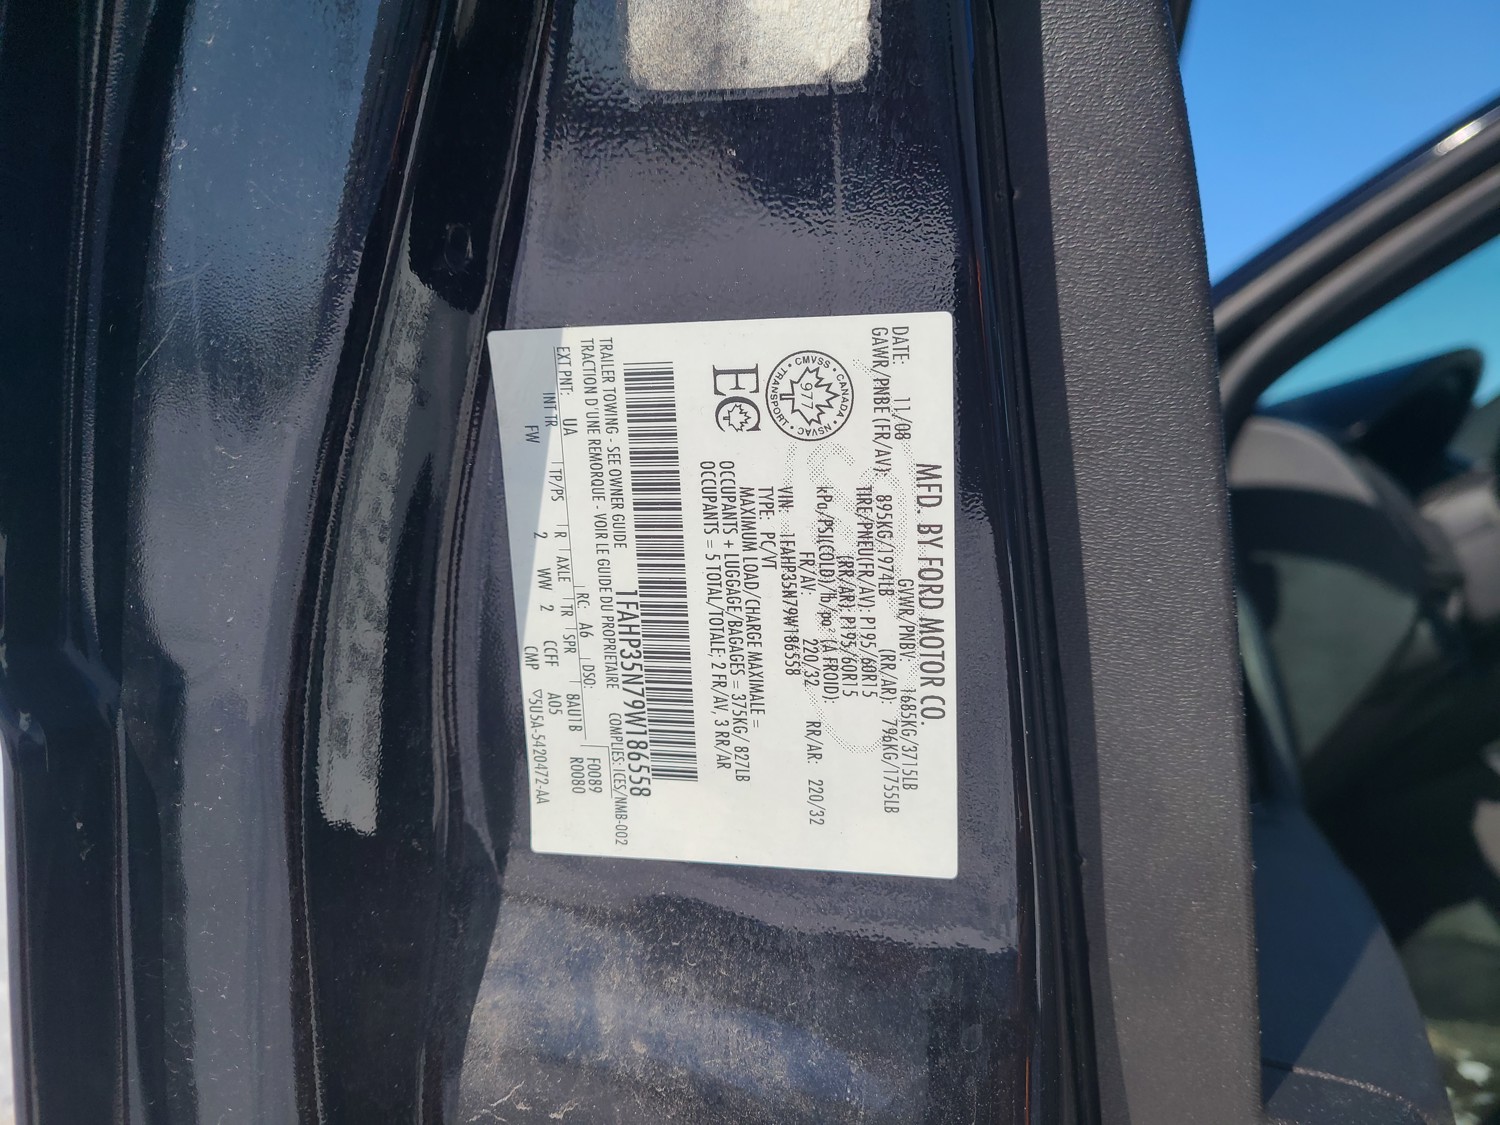 MFD. BY FORD MOTOR CO
DATE: 11/08 GVWR/PNBV: 1685KG/3715LB
GAWR/PNBE (FR/AV): 895KG/1974LB (RR/AR): 796KG/1755LB
TIRE/PNEU(FR/AV): P195/60R15
(RR/AR): P195/60R15
kPa/PSI(COLD)/lb/po² (A FROID):
FR/AV: 220/32 RR/AR: 220/32
VIN: 1FAHP35N79W186558
TYPE: PC/VT
MAXIMUM LOAD/CHARGE MAXIMALE =
OCCUPANTS + LUGGAGE/BAGAGES = 375KG/ 827LB
OCCUPANTS = 5 TOTAL/TOTALE: 2 FR/AV, 3 RR/AR
CMVSS • CANADA • NSVAC • TRANSPORT •
977
EC
1FAHP35N79W186558
TRAILER TOWING - SEE OWNER GUIDE
TRACTION D'UNE REMORQUE - VOIR LE GUIDE DU PROPRIETAIRE COMPLIES: ICES/NMB-002
EXT PNT: UA RC: A6 DSO: F0089
INT TR TP/PS R AXLE TR SPR BAU11B R0080
FW 2 WW 2 CCFF A05
CMP ▽5U5A-5420472-AA